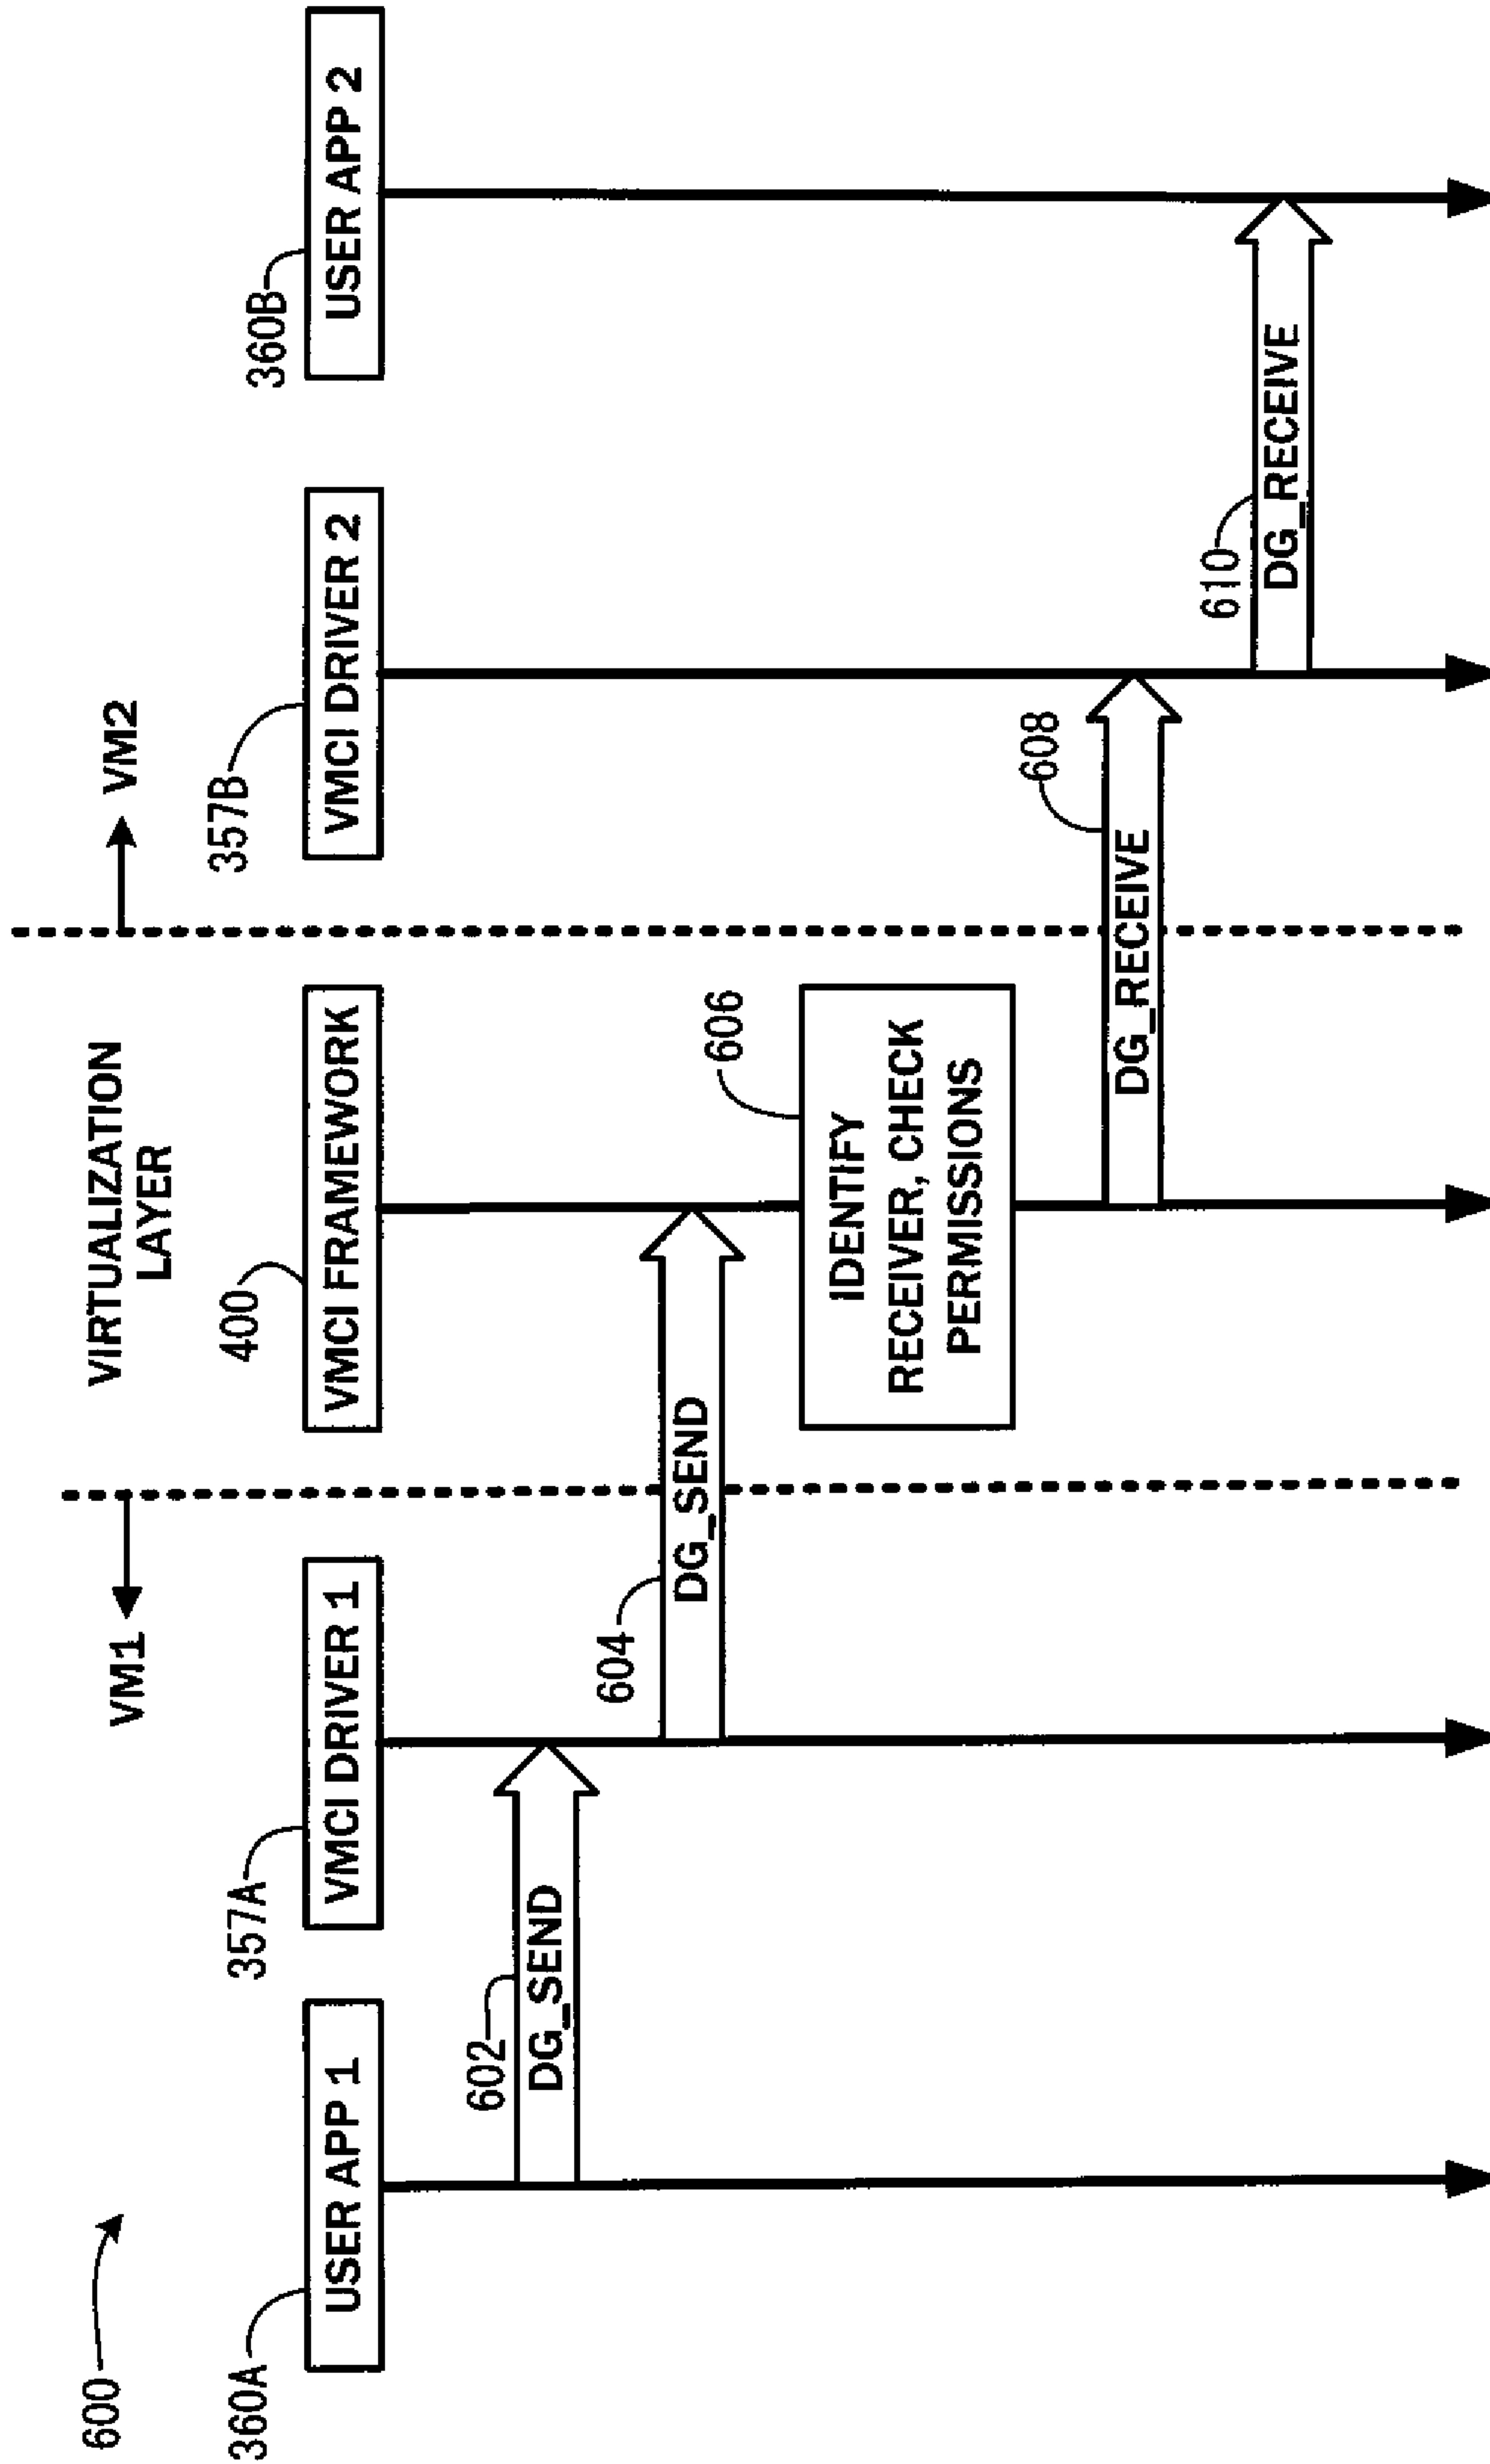 600
VM1
VIRTUALIZATION
LAYER
VM2
360A
357A
400
357B
360B
USER APP 1
VMCI DRIVER 1
VMCI FRAMEWORK
VMCI DRIVER 2
USER APP 2
602
DG_SEND
604
DG_SEND
606
IDENTIFY
RECEIVER, CHECK
PERMISSIONS
608
DG_RECEIVE
610
DG_RECEIVE